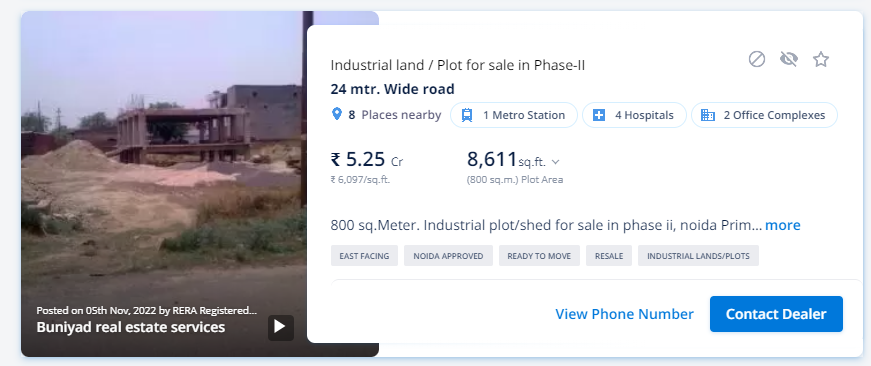 Industrial land / Plot for sale in Phase-II
24 mtr. Wide road
8 Places nearby
1 Metro Station
4 Hospitals
2 Office Complexes
₹ 5.25 Cr
₹ 6,097/sq.ft.
8,611 sq.ft.
(800 sq.m.) Plot Area
800 sq.Meter. Industrial plot/shed for sale in phase ii, noida Prim... more
EAST FACING
NOIDA APPROVED
READY TO MOVE
RESALE
INDUSTRIAL LANDS/PLOTS
Posted on 05th Nov, 2022 by RERA Registered...
Buniyad real estate services
View Phone Number
Contact Dealer